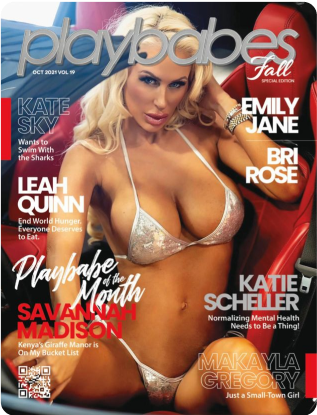 playbabes
OCT 2021 VOL 19
Fall
SPECIAL EDITION
KATE
SKY
Wants to
Swim With
the Sharks
EMILY
JANE
BRI
ROSE
LEAH
QUINN
End World Hunger.
Everyone Deserves
to Eat.
Playbabe
of the
Month
SAVANNAH
MADISON
Kenya's Giraffe Manor is
On My Bucket List
KATIE
SCHELLER
Normalizing Mental Health
Needs to Be a Thing!
MAKAYLA
GREGORY
Just a Small-Town Girl